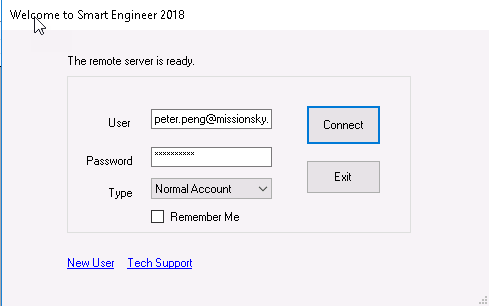 Welcome to Smart Engineer 2018
The remote server is ready.
User
peter.peng@missionsky.
Connect
Password
**********
Type
Normal Account
Exit
Remember Me
New User Tech Support